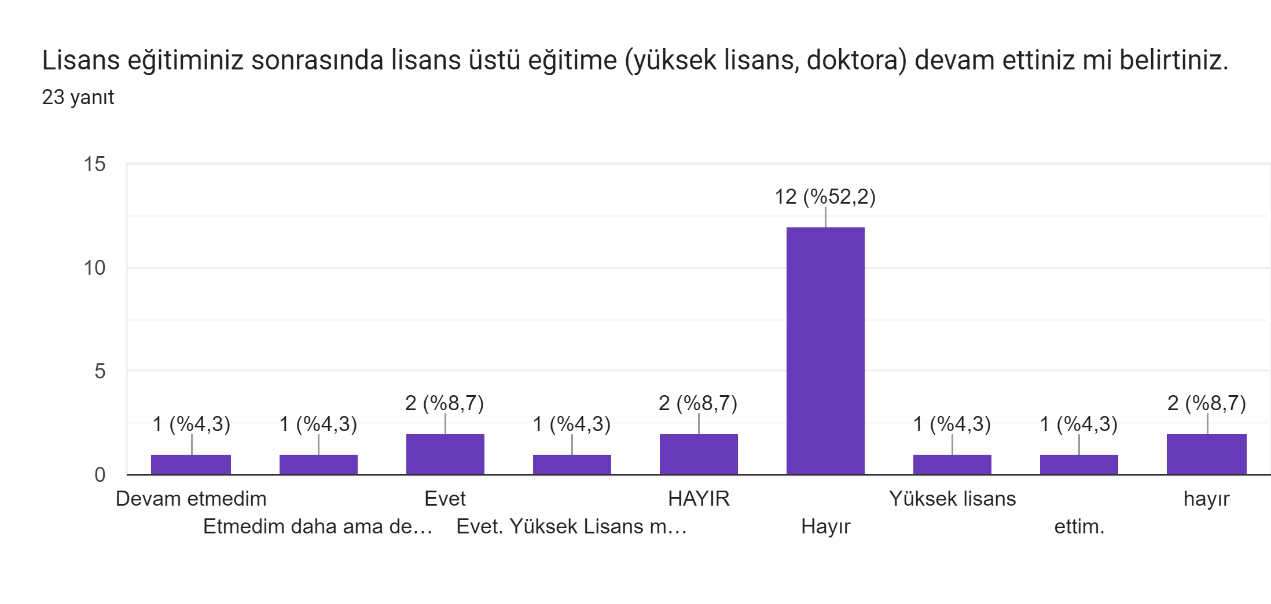 Lisans eğitiminiz sonrasında lisans üstü eğitime (yüksek lisans, doktora) devam ettiniz mi belirtiniz.
23 yanıt
15
10
5
0
1 (%4,3)
1 (%4,3)
2 (%8,7)
1 (%4,3)
2 (%8,7)
12 (%52,2)
1 (%4,3)
1 (%4,3)
2 (%8,7)
Devam etmedim
Etmedim daha ama de…
Evet
Evet. Yüksek Lisans m…
HAYIR
Hayır
Yüksek lisans
ettim.
hayır